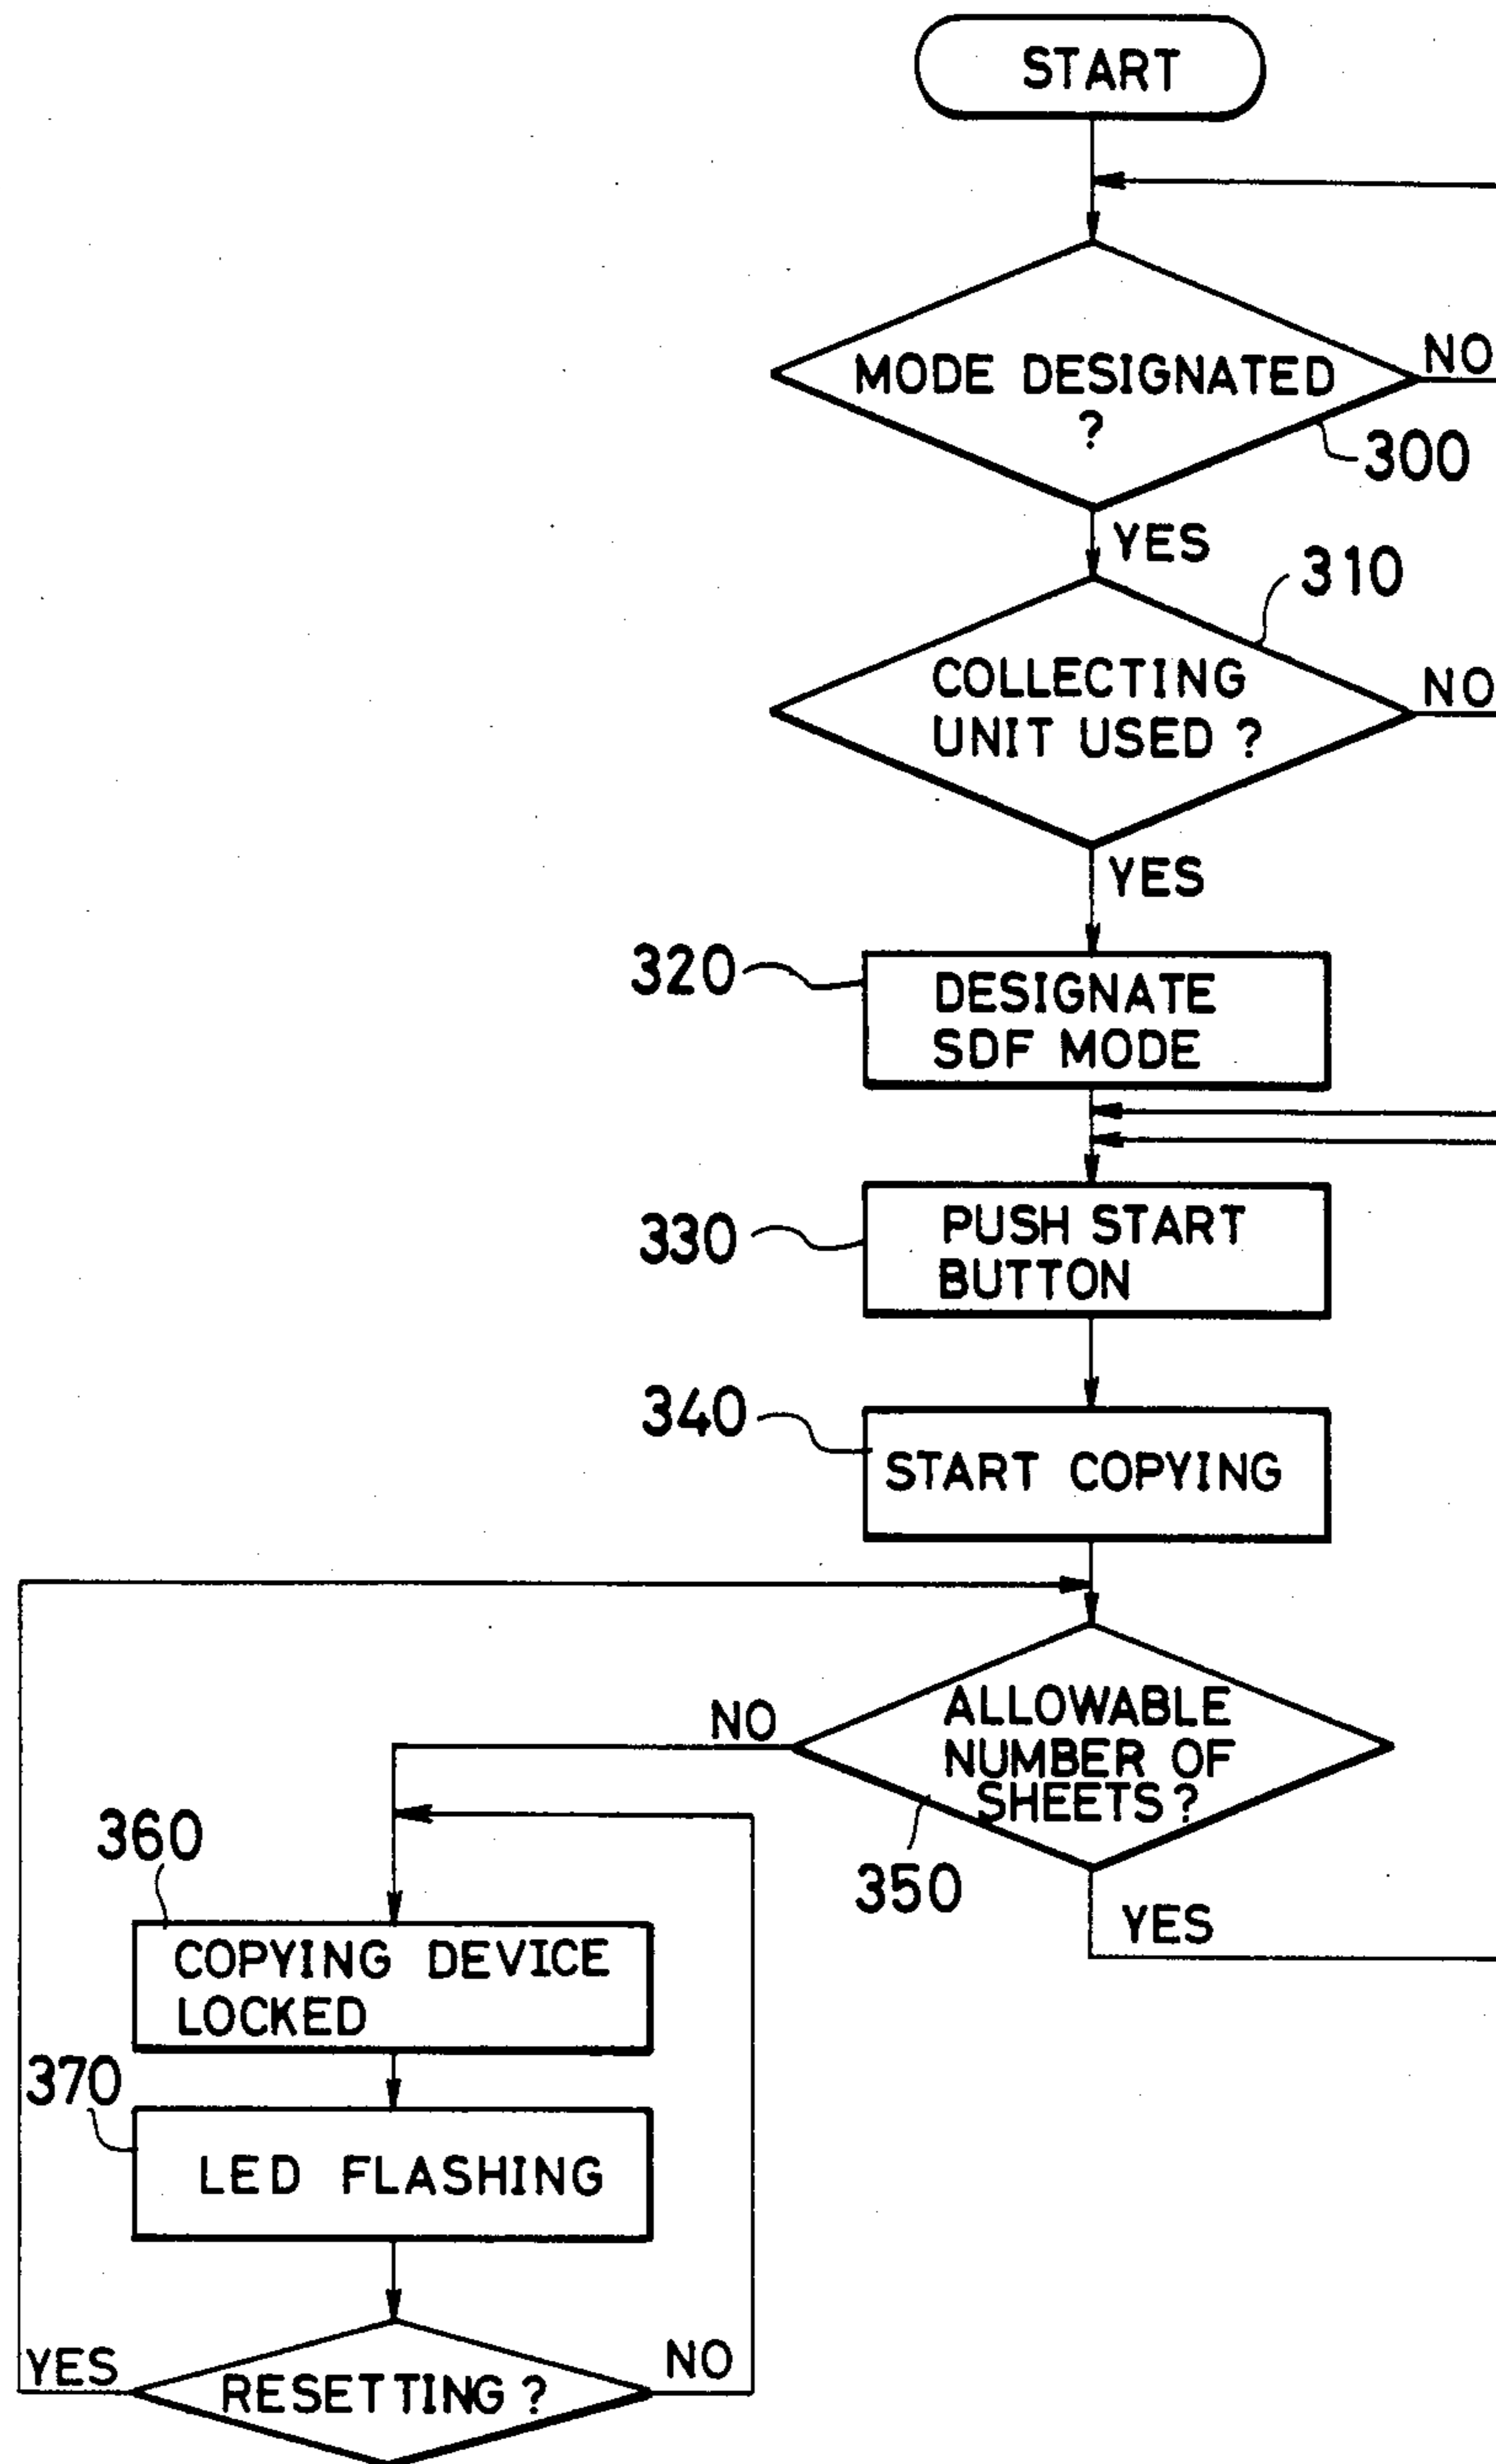 START
MODE DESIGNATED
?
NO
300
YES
310
COLLECTING
UNIT USED ?
NO
YES
320
DESIGNATE
SDF MODE
330
PUSH START
BUTTON
340
START COPYING
ALLOWABLE
NUMBER OF
SHEETS ?
NO
350
YES
360
COPYING DEVICE
LOCKED
370
LED FLASHING
YES
RESETTING ?
NO